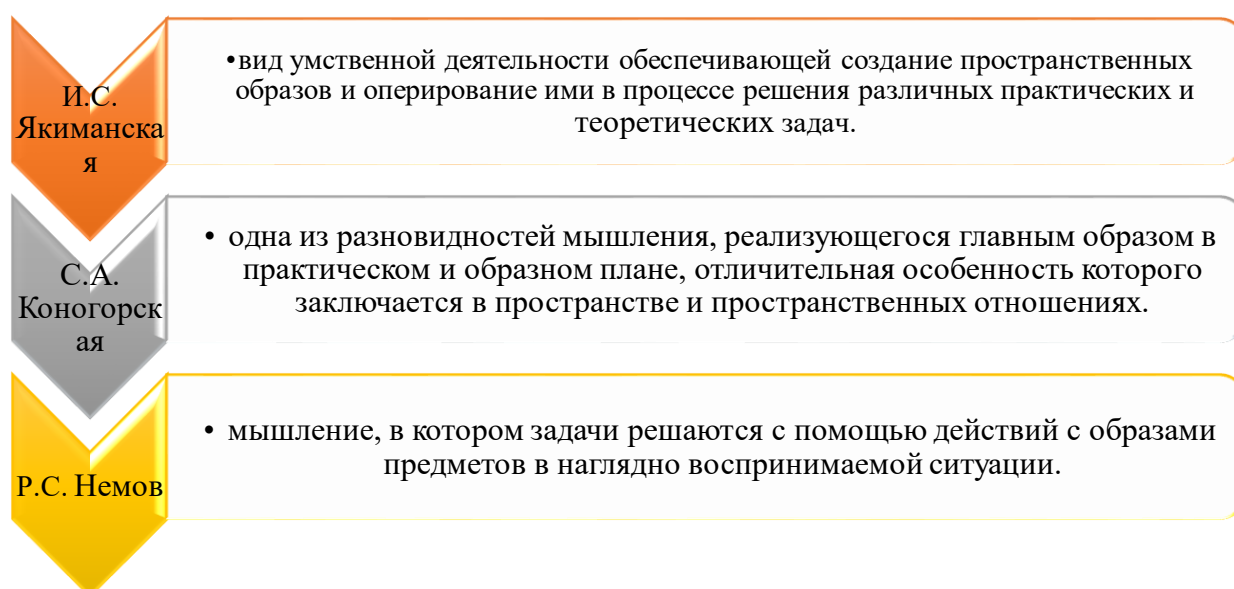 И.С.
Якиманска
я
•вид умственной деятельности обеспечивающей создание пространственных
образов и оперирование ими в процессе решения различных практических и
теоретических задач.
С.А.
Коногорск
ая
• одна из разновидностей мышления, реализующегося главным образом в
практическом и образном плане, отличительная особенность которого
заключается в пространстве и пространственных отношениях.
Р.С. Немов
• мышление, в котором задачи решаются с помощью действий с образами
предметов в наглядно воспринимаемой ситуации.